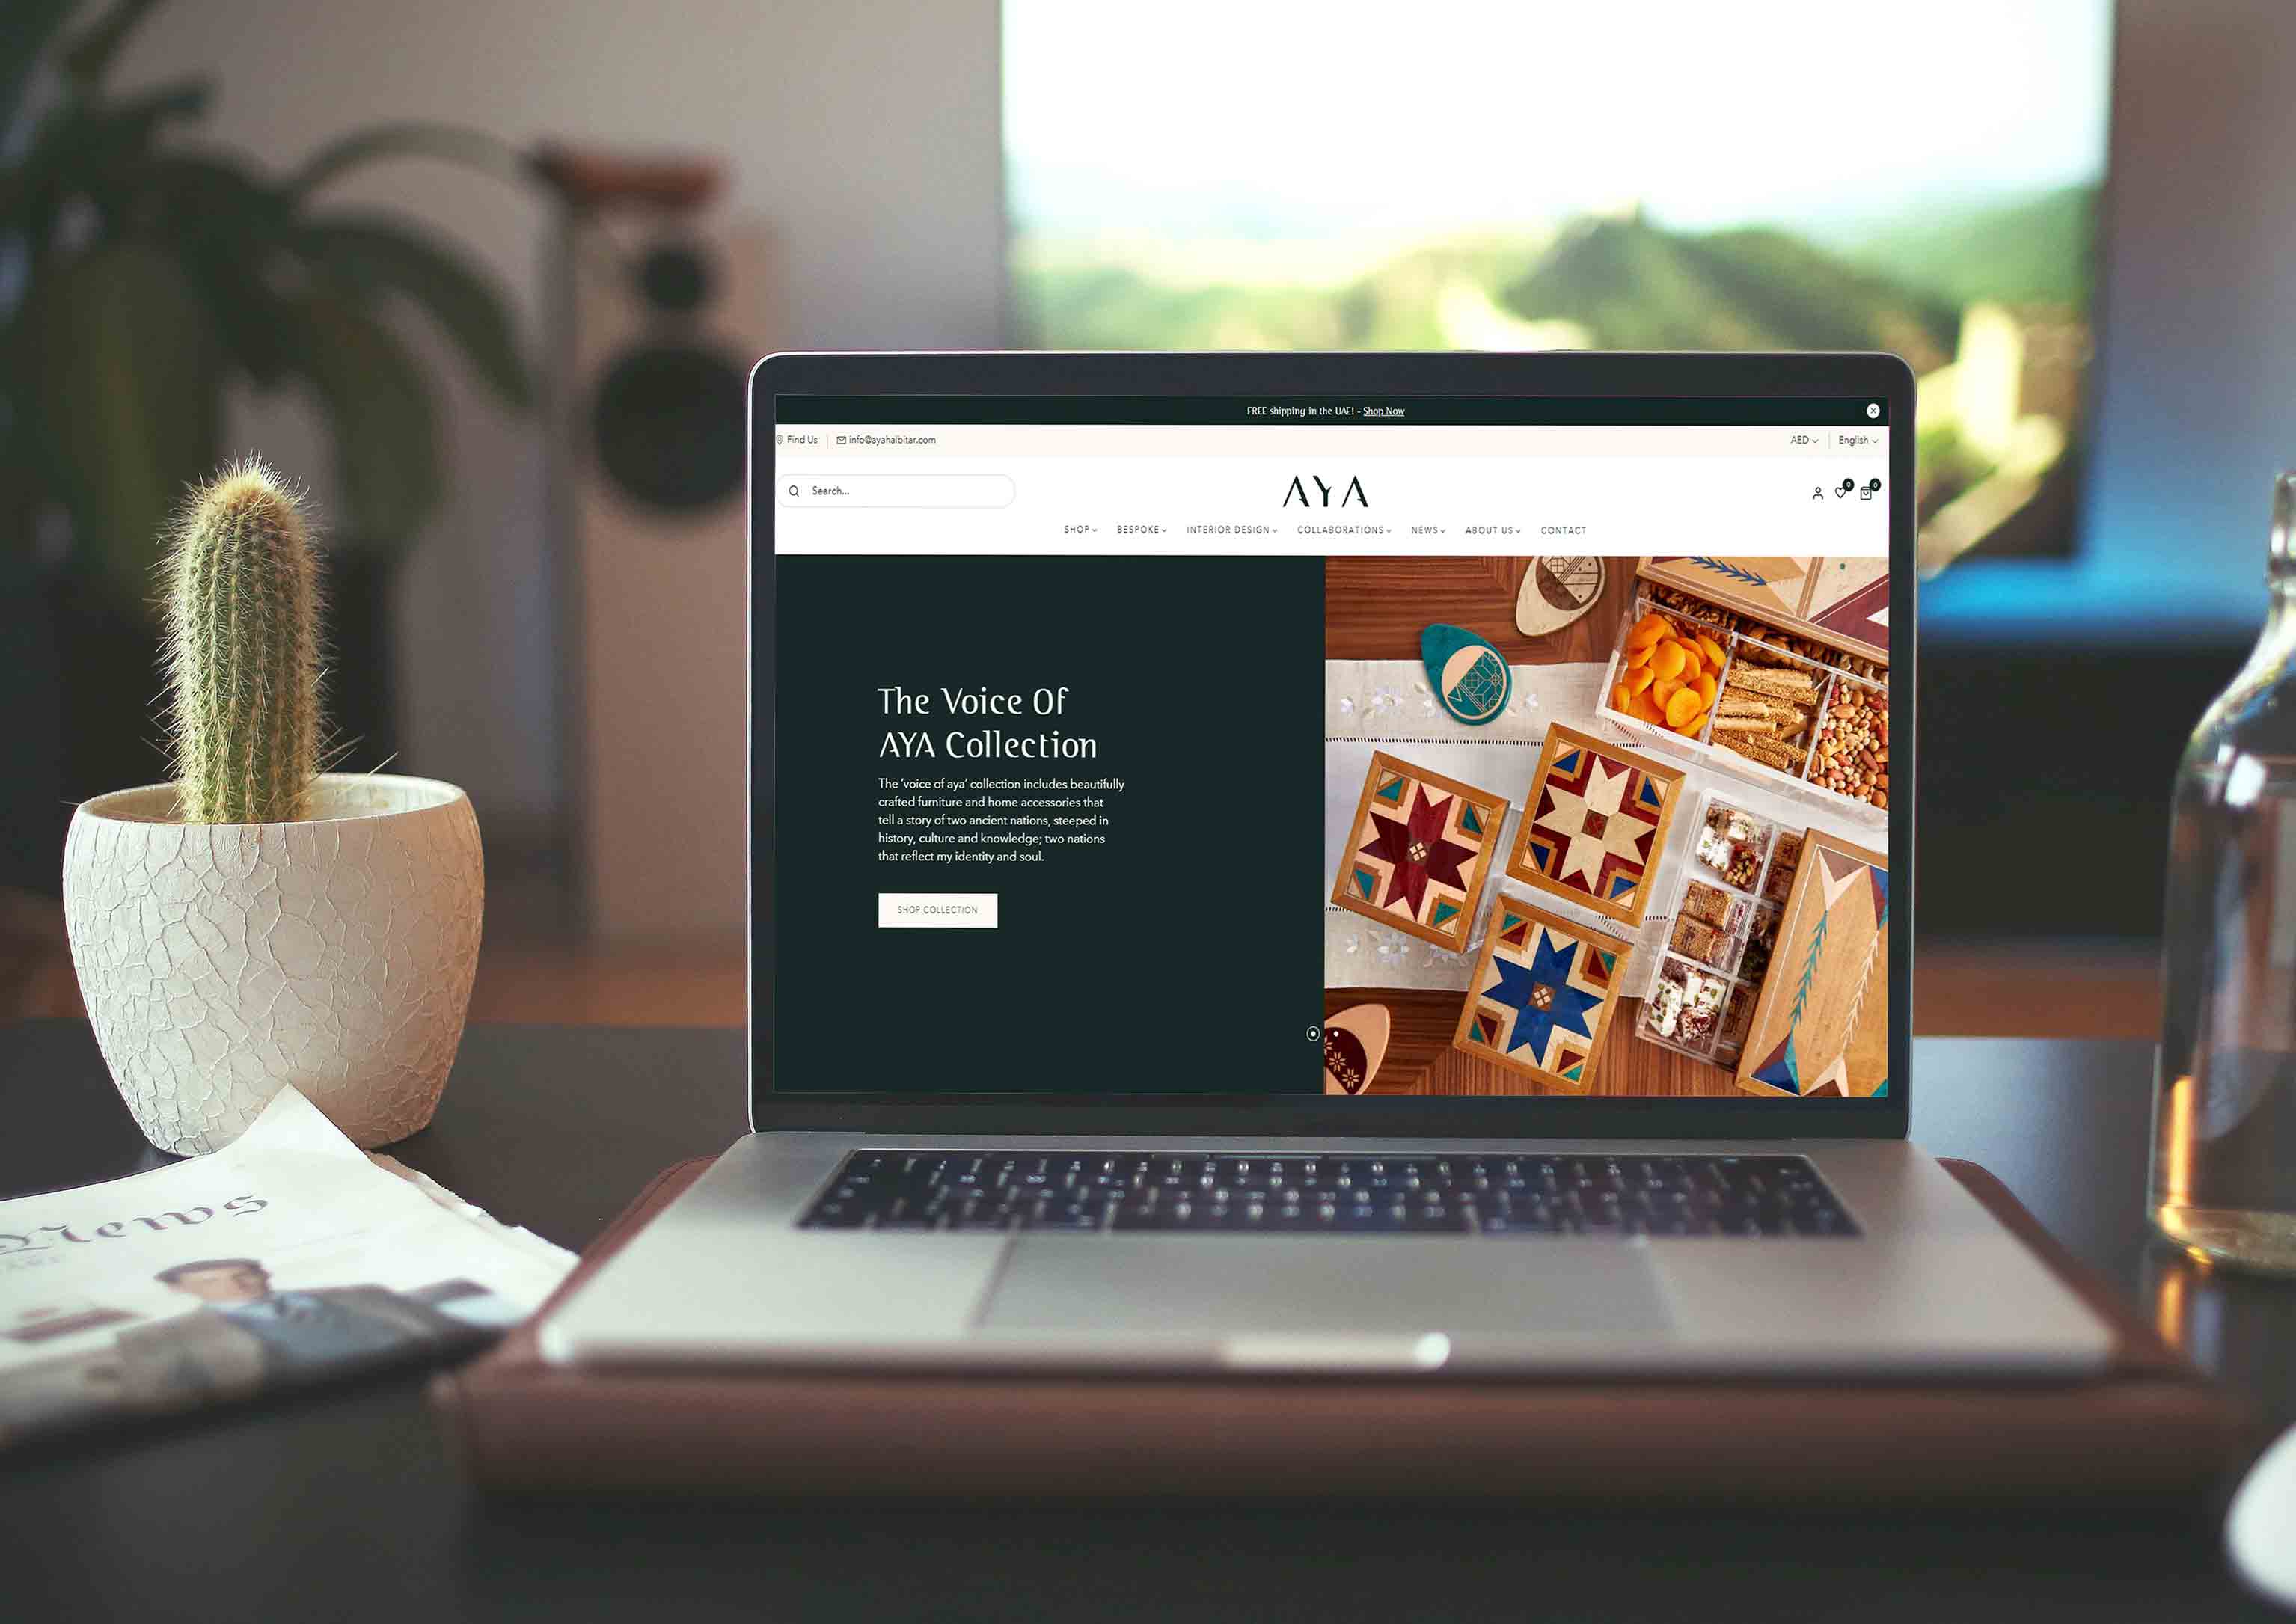 FREE shipping in the UAE! - Shop Now
Find Us
info@ayahalbitar.com
AED
English
Search...
AYA
0
0
SHOP
BESPOKE
INTERIOR DESIGN
COLLABORATIONS
NEWS
ABOUT US
CONTACT
The Voice Of
AYA Collection
The ‘voice of aya’ collection includes beautifully
crafted furniture and home accessories that
tell a story of two ancient nations, steeped in
history, culture and knowledge; two nations
that reflect my identity and soul.
SHOP COLLECTION
News